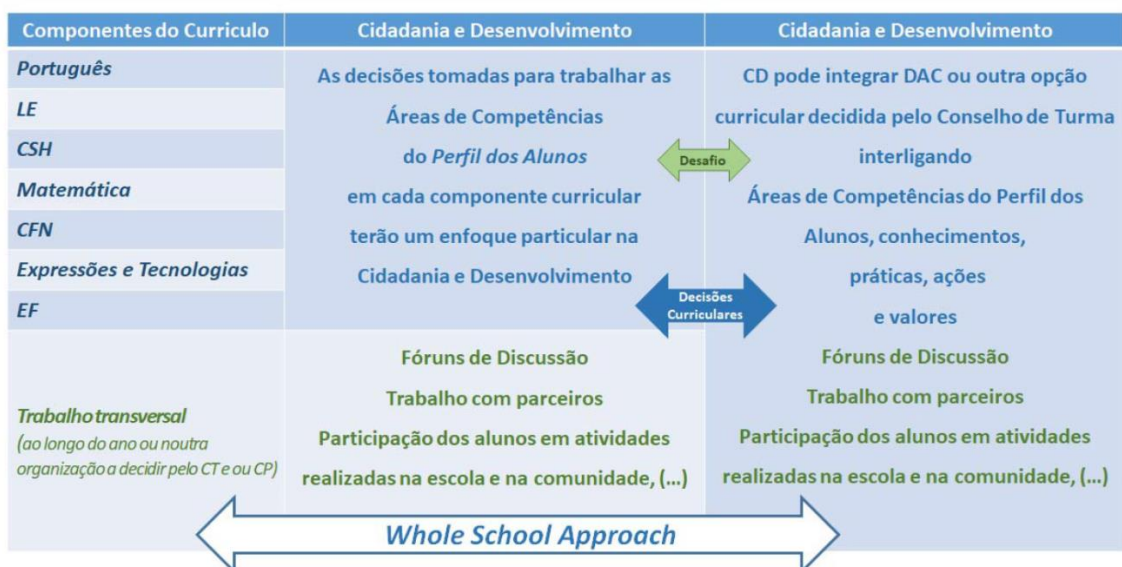 Componentes do Curriculo
Cidadania e Desenvolvimento
Cidadania e Desenvolvimento
Português
LE
CSH
Matemática
CFN
Expressões e Tecnologias
EF
As decisões tomadas para trabalhar as
Áreas de Competências
do Perfil dos Alunos
em cada componente curricular
terão um enfoque particular na
Cidadania e Desenvolvimento
Desafio
Decisões
Curriculares
CD pode integrar DAC ou outra opção
curricular decidida pelo Conselho de Turma
interligando
Áreas de Competências do Perfil dos
Alunos, conhecimentos,
práticas, ações
e valores
Trabalho transversal
(ao longo do ano ou noutra
organização a decidir pelo CT e ou CP)
Fóruns de Discussão
Trabalho com parceiros
Participação dos alunos em atividades
realizadas na escola e na comunidade, (...)
Fóruns de Discussão
Trabalho com parceiros
Participação dos alunos em atividades
realizadas na escola e na comunidade, (...)
Whole School Approach